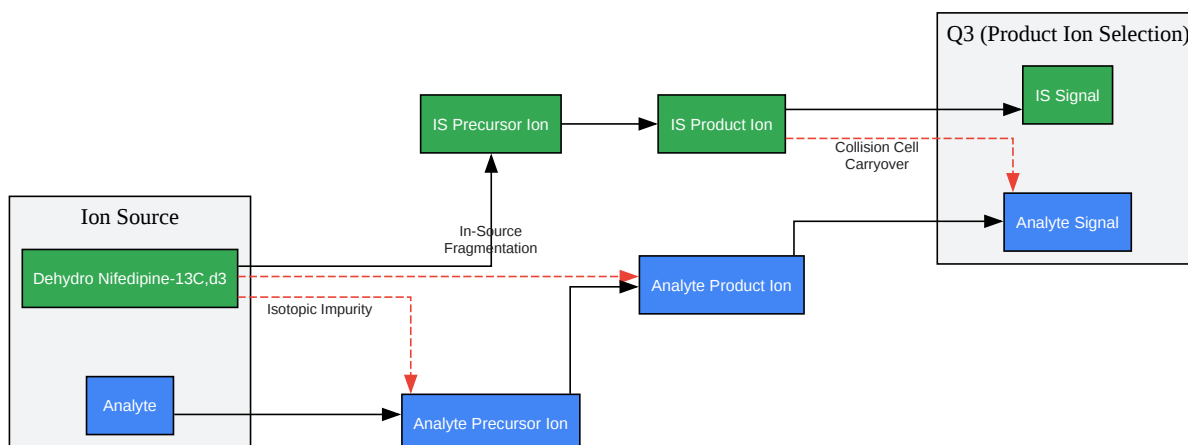 Q3 (Product Ion Selection)
IS Signal
IS Precursor Ion
IS Product Ion
Collision Cell
Carryover
Ion Source
Analyte Signal
In-Source
Fragmentation
Dehydro Nifedipine-13C,d3
Analyte Product Ion
Isotopic Impurity
Analyte
Analyte Precursor Ion